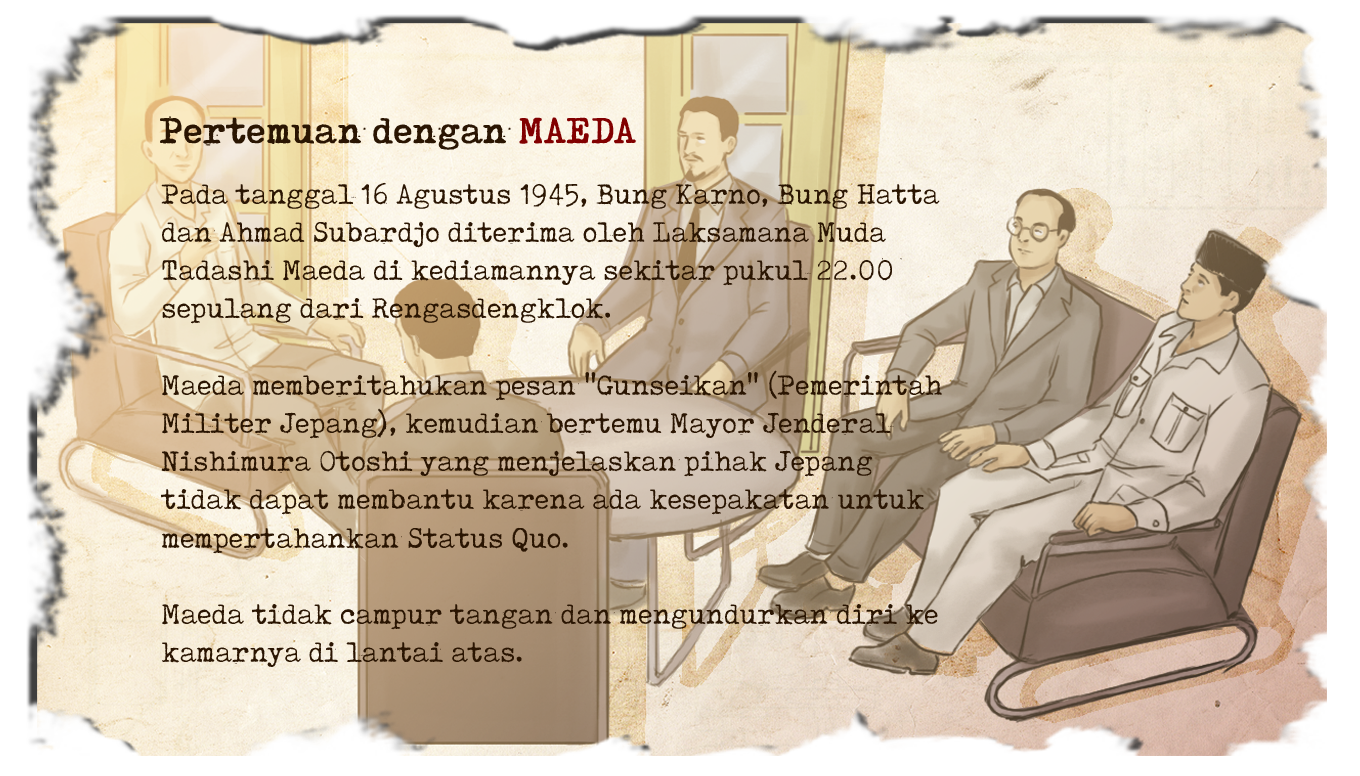 Pertemuan dengan MAEDA
Pada tanggal 16 Agustus 1945, Bung Karno, Bung Hatta
dan Ahmad Subardjo diterima oleh Laksamana Muda
Tadashi Maeda di kediamannya sekitar pukul 22.00
sepulang dari Rengasdengklok.
Maeda memberitahukan pesan "Gunseikan" (Pemerintah
Militer Jepang), kemudian bertemu Mayor Jenderal
Nishimura Otoshi yang menjelaskan pihak Jepang
tidak dapat membantu karena ada kesepakatan untuk
mempertahankan Status Quo.
Maeda tidak campur tangan dan mengundurkan diri ke
kamarnya di lantai atas.